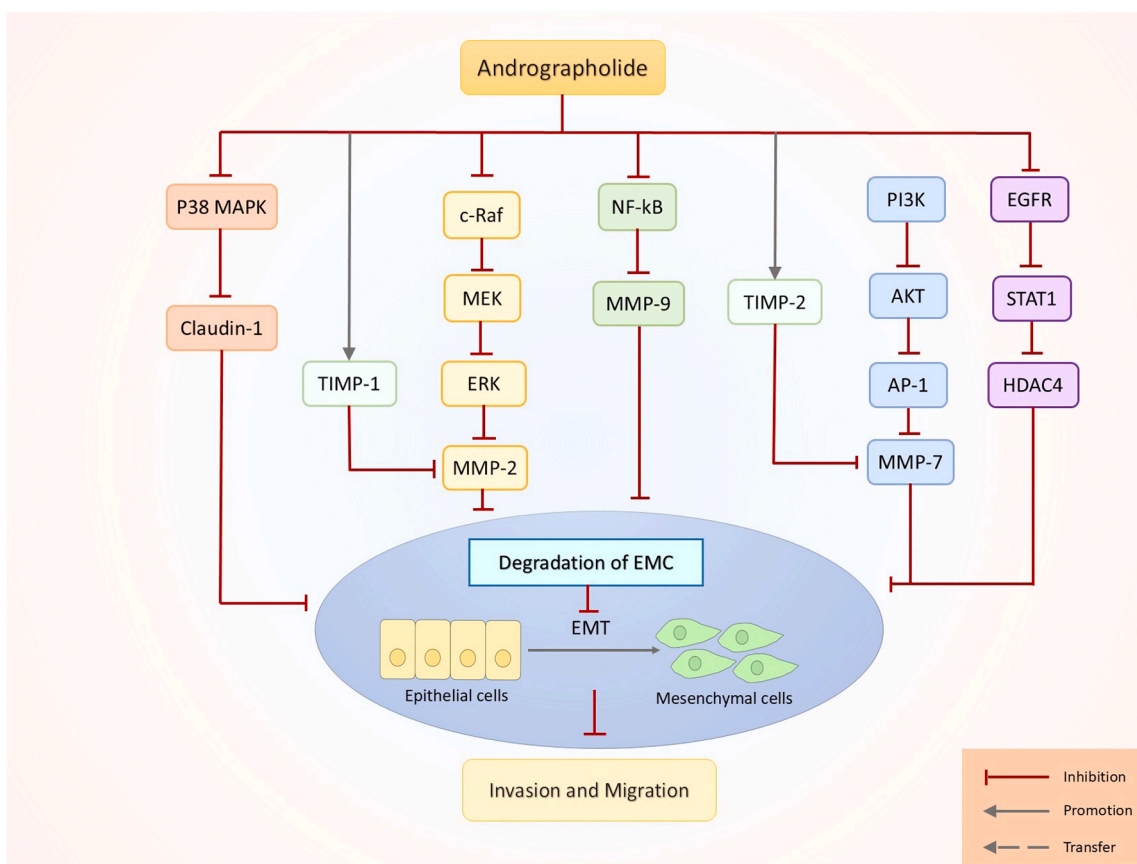 Andrographolide
P38 MAPK
c-Raf
NF-kB
PI3K
EGFR
Claudin-1
MEK
MMP-9
TIMP-2
AKT
STAT1
TIMP-1
ERK
AP-1
HDAC4
MMP-2
MMP-7
Degradation of EMC
EMT
Epithelial cells
Mesenchymal cells
Invasion and Migration
Inhibition
Promotion
Transfer